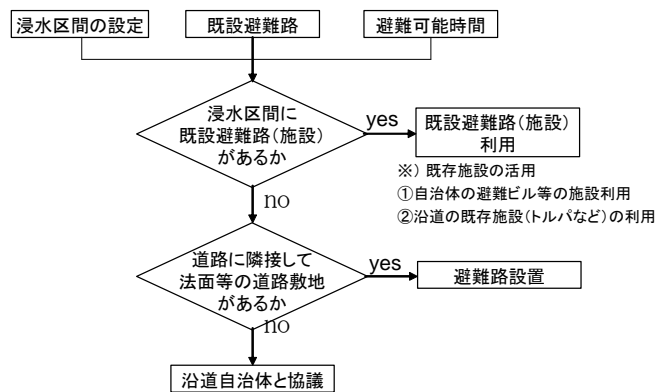 浸水区間の設定
既設避難路
避難可能時間
浸水区間に
既設避難路(施設)
があるか
yes
既設避難路(施設)
利用
※) 既存施設の活用
①自治体の避難ビル等の施設利用
②沿道の既存施設(トルパなど)の利用
no
道路に隣接して
法面等の道路敷地
があるか
yes
避難路設置
no
沿道自治体と協議